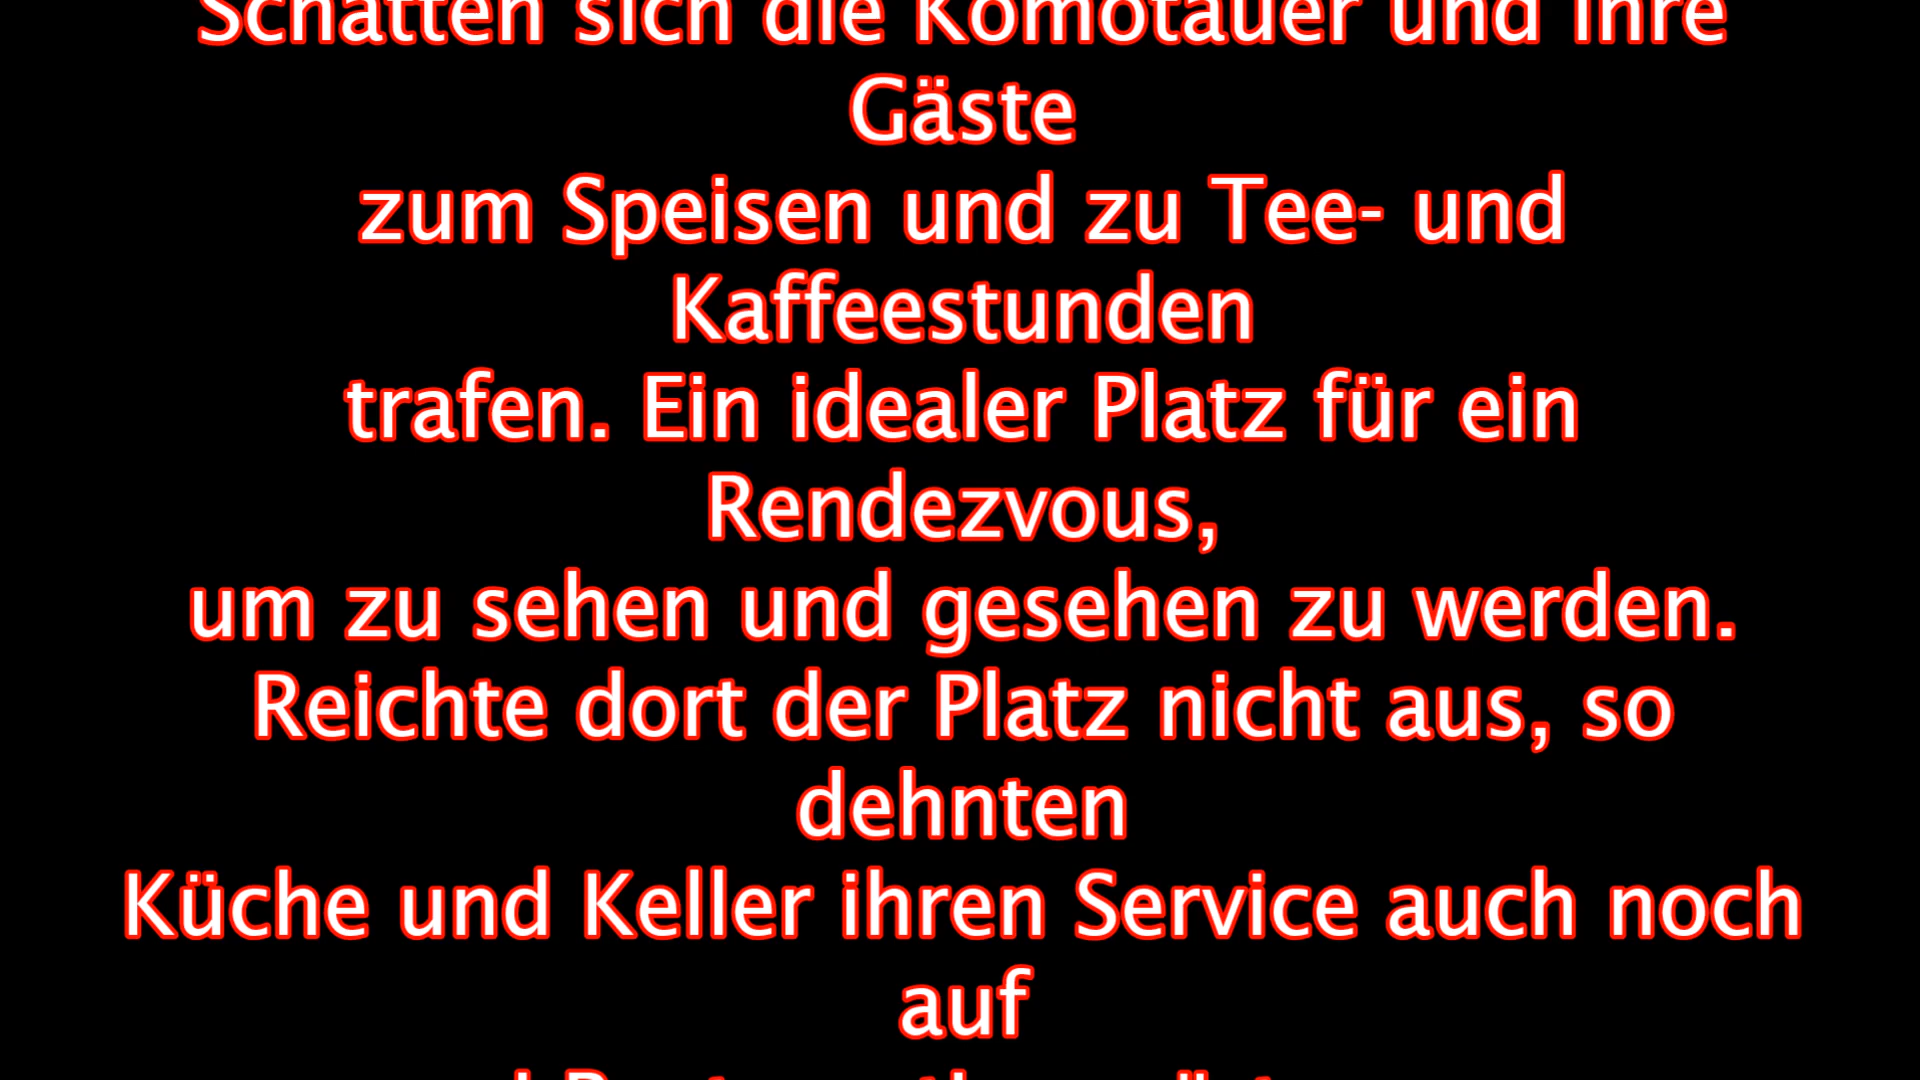 Schatten sich die Komotauer und ihre
Gäste
zum Speisen und zu Tee- und
Kaffeestunden
trafen. Ein idealer Platz für ein
Rendezvous,
um zu sehen und gesehen zu werden.
Reichte dort der Platz nicht aus, so
dehnten
Küche und Keller ihren Service auch noch
auf